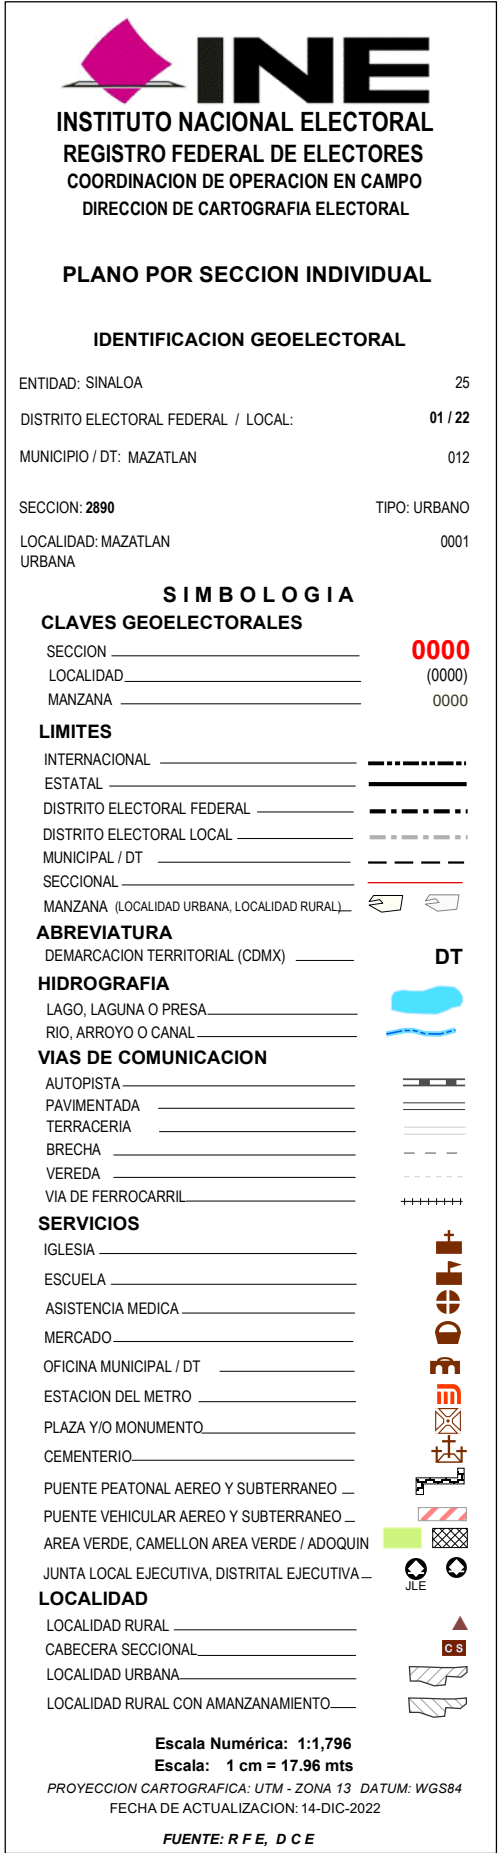 INE
INSTITUTO NACIONAL ELECTORAL
REGISTRO FEDERAL DE ELECTORES
COORDINACION DE OPERACION EN CAMPO
DIRECCION DE CARTOGRAFIA ELECTORAL
PLANO POR SECCION INDIVIDUAL
IDENTIFICACION GEOELECTORAL
ENTIDAD: SINALOA 25
DISTRITO ELECTORAL FEDERAL / LOCAL: 01 / 22
MUNICIPIO / DT: MAZATLAN 012
SECCION: 2890 TIPO: URBANO
LOCALIDAD: MAZATLAN 0001
URBANA
SIMBOLOGIA
CLAVES GEOELECTORALES
SECCION 0000
LOCALIDAD (0000)
MANZANA 0000
LIMITES
INTERNACIONAL
ESTATAL
DISTRITO ELECTORAL FEDERAL
DISTRITO ELECTORAL LOCAL
MUNICIPAL / DT
SECCIONAL
MANZANA (LOCALIDAD URBANA, LOCALIDAD RURAL)
ABREVIATURA
DEMARCACION TERRITORIAL (CDMX) DT
HIDROGRAFIA
LAGO, LAGUNA O PRESA
RIO, ARROYO O CANAL
VIAS DE COMUNICACION
AUTOPISTA
PAVIMENTADA
TERRACERIA
BRECHA
VEREDA
VIA DE FERROCARRIL
SERVICIOS
IGLESIA
ESCUELA
ASISTENCIA MEDICA
MERCADO
OFICINA MUNICIPAL / DT
ESTACION DEL METRO
PLAZA Y/O MONUMENTO
CEMENTERIO
PUENTE PEATONAL AEREO Y SUBTERRANEO
PUENTE VEHICULAR AEREO Y SUBTERRANEO
AREA VERDE, CAMELLON AREA VERDE / ADOQUIN
JUNTA LOCAL EJECUTIVA, DISTRITAL EJECUTIVA
JLE
LOCALIDAD
LOCALIDAD RURAL
CABECERA SECCIONAL C S
LOCALIDAD URBANA
LOCALIDAD RURAL CON AMANZANAMIENTO
Escala Numérica: 1:1,796
Escala: 1 cm = 17.96 mts
PROYECCION CARTOGRAFICA: UTM - ZONA 13 DATUM: WGS84
FECHA DE ACTUALIZACION: 14-DIC-2022
FUENTE: R F E, D C E